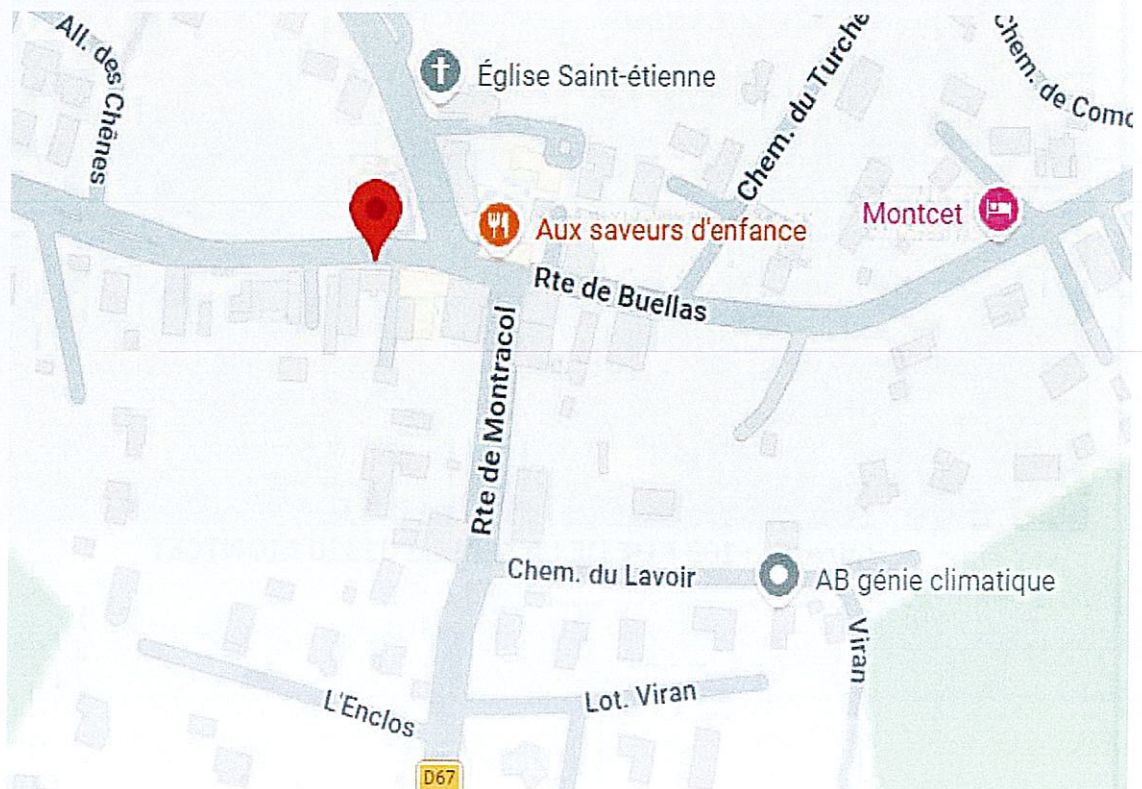 All. des Chênes
Église Saint-étienne
Chem. du Turche
Chem. de Como
Montcet
Aux saveurs d'enfance
Rte de Buellas
Rte de Montracol
Chem. du Lavoir
AB génie climatique
Viran
Lot. Viran
L'Enclos
D67